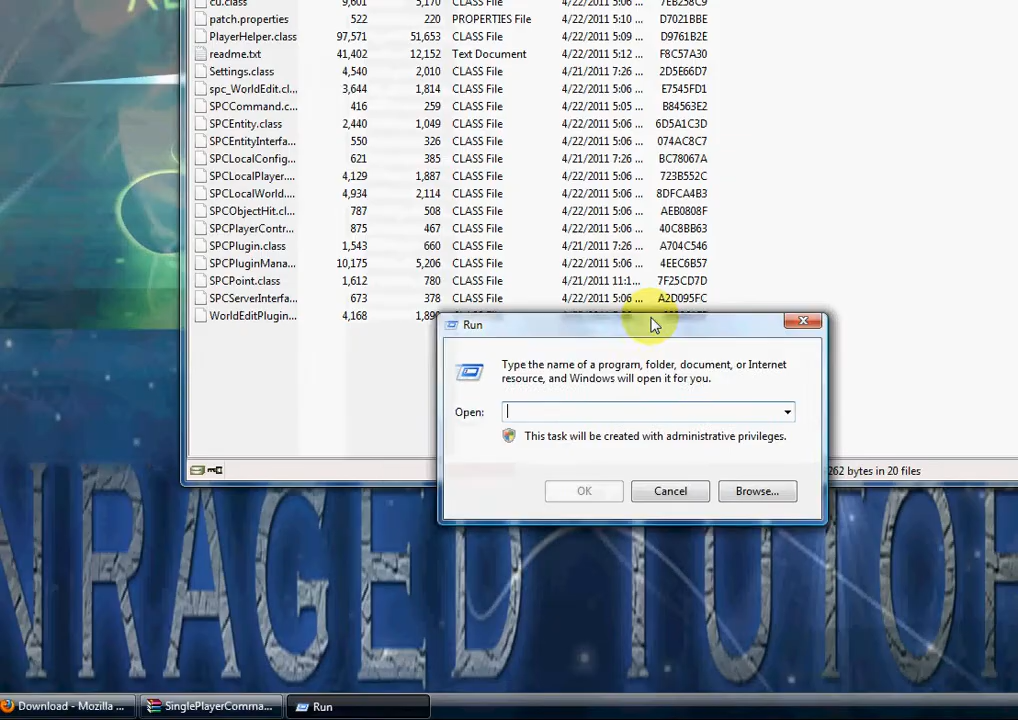 cu.class 9,601 5,170 CLASS File 4/22/2011 5:06 ... 7EB258C9
patch.properties 522 220 PROPERTIES File 4/22/2011 5:10 ... D7021BBE
PlayerHelper.class 97,571 51,653 CLASS File 4/22/2011 5:09 ... D9761B2E
readme.txt 41,402 12,152 Text Document 4/22/2011 5:12 ... F8C57A30
Settings.class 4,540 2,010 CLASS File 4/21/2011 7:26 ... 2D5E66D7
spc_WorldEdit.cl... 3,644 1,814 CLASS File 4/22/2011 5:06 ... E7545FD1
SPCCommand.c... 416 259 CLASS File 4/22/2011 5:05 ... B84563E2
SPCEntity.class 2,440 1,049 CLASS File 4/22/2011 5:06 ... 6D5A1C3D
SPCEntityInterfa... 550 326 CLASS File 4/22/2011 5:06 ... 074AC8C7
SPCLocalConfig... 621 385 CLASS File 4/21/2011 7:26 ... BC78067A
SPCLocalPlayer.... 4,129 1,887 CLASS File 4/22/2011 5:06 ... 723B552C
SPCLocalWorld.... 4,934 2,114 CLASS File 4/22/2011 5:06 ... 8DFCA4B3
SPCObjectHit.cl... 787 508 CLASS File 4/22/2011 5:06 ... AEB0808F
SPCPlayerContr... 875 467 CLASS File 4/22/2011 5:06 ... 40C8BB63
SPCPlugin.class 1,543 660 CLASS File 4/21/2011 7:26 ... A704C546
SPCPluginMana... 10,175 5,206 CLASS File 4/22/2011 5:06 ... 4EEC6B57
SPCPoint.class 1,612 780 CLASS File 4/21/2011 11:1... 7F25CD7D
SPCServerInterfa... 673 378 CLASS File 4/22/2011 5:06 ... A2D095FC
WorldEditPlugin... 4,168
Run
Type the name of a program, folder, document, or Internet
resource, and Windows will open it for you.
Open:
This task will be created with administrative privileges.
OK Cancel Browse...
262 bytes in 20 files
NRAGED TUTOR
Download - Mozilla ... SinglePlayerComma... Run